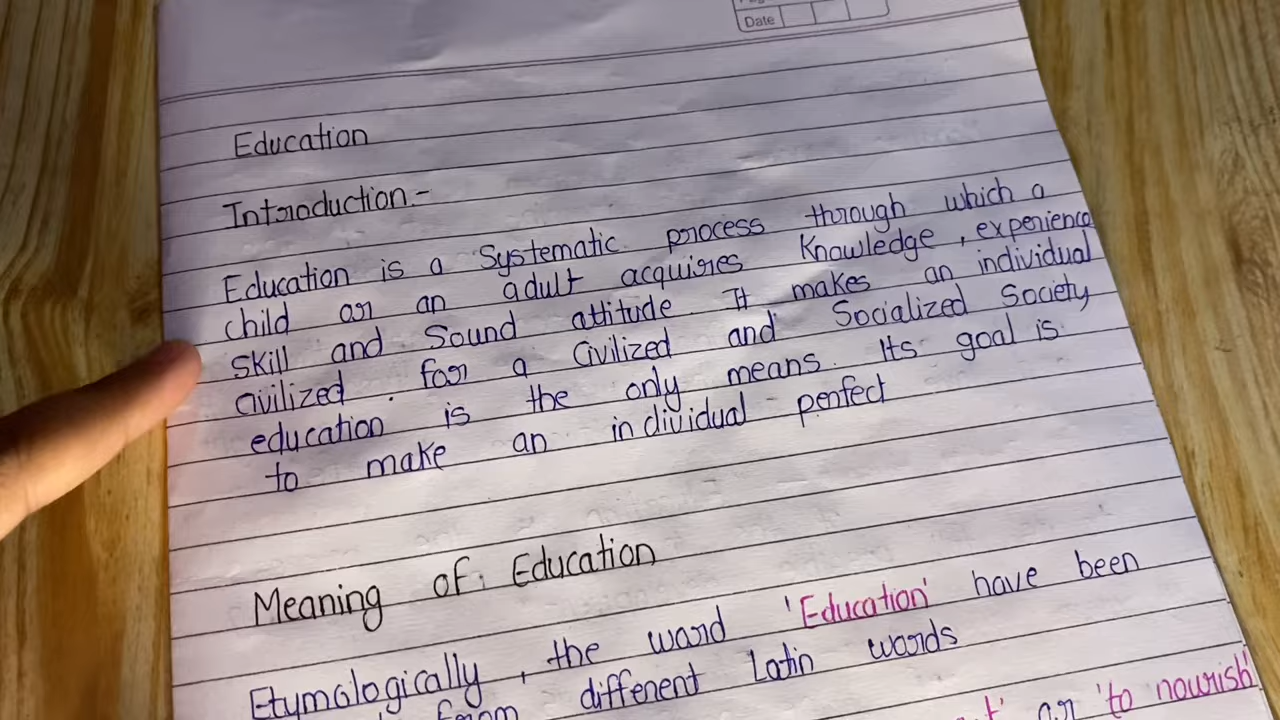 Date
Education
Introduction:-
Education is a Systematic process through which a
child or an adult acquires Knowledge, experience
skill and Sound attitude. It makes an individual
civilized. for a civilized and Socialized Society
education is the only means. Its goal is
to make an individual perfect
Meaning of Education
Etymologically, the word 'Education' have been
from different Latin words
or 'to nourish'